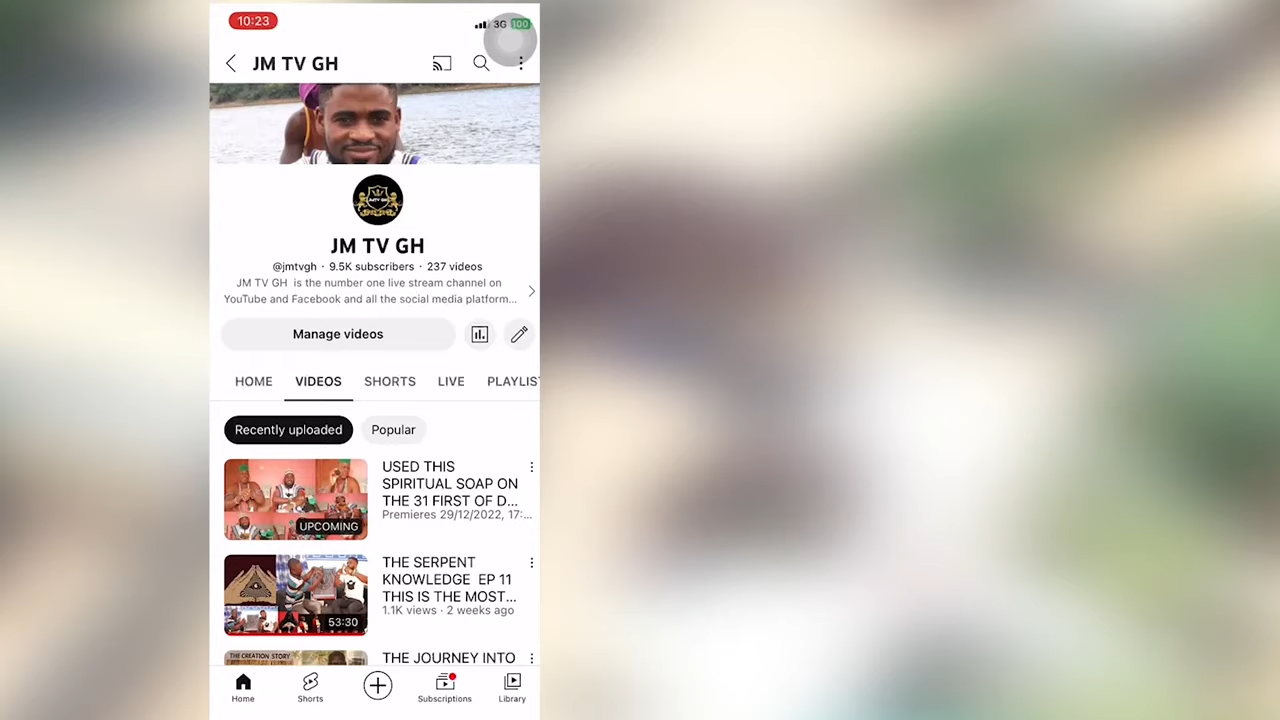 10:23
3G 100
JM TV GH
JMTV GH
JM TV GH
@jmtvgh · 9.5K subscribers · 237 videos
JM TV GH is the number one live stream channel on
YouTube and Facebook and all the social media platform...
Manage videos
HOME VIDEOS SHORTS LIVE PLAYLIS
Recently uploaded Popular
USED THIS
SPIRITUAL SOAP ON
THE 31 FIRST OF D...
Premieres 29/12/2022, 17:...
UPCOMING
THE SERPENT
KNOWLEDGE EP 11
THIS IS THE MOST...
1.1K views · 2 weeks ago
53:30
THE CREATION STORY
THE JOURNEY INTO
Home Shorts Subscriptions Library